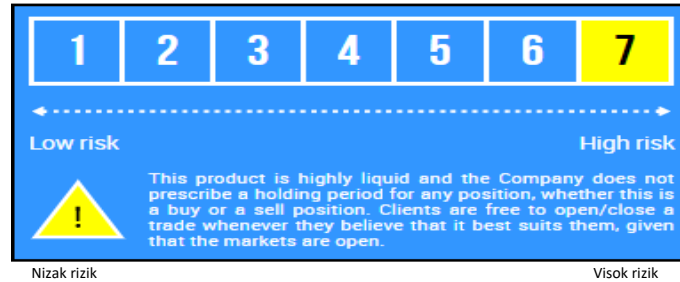 1 2 3 4 5 6 7
Low risk High risk
This product is highly liquid and the Company does not
prescribe a holding period for any position, whether this is
a buy or a sell position. Clients are free to open/close a
trade whenever they believe that it best suits them, given
that the markets are open.
!
Nizak rizik Visok rizik